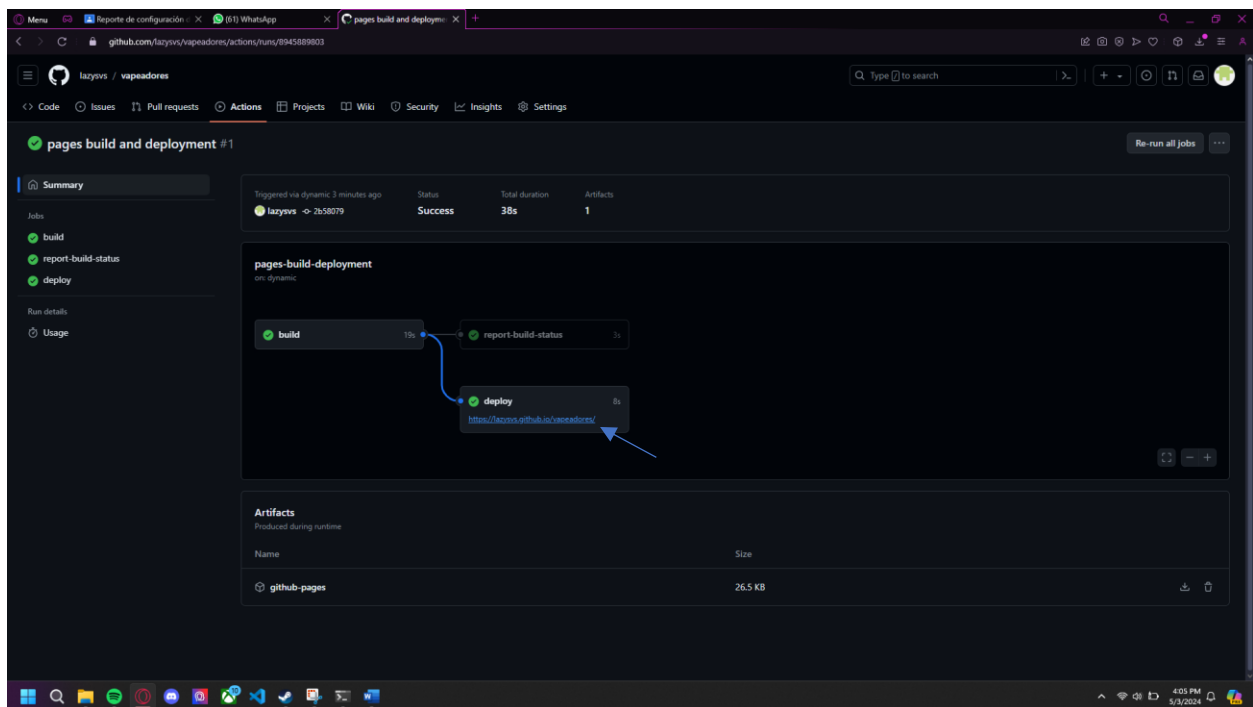 Menu
Reporte de configuración d
(61) WhatsApp
pages build and deployme
github.com/lazysvs/vapeadores/actions/runs/8945889803
lazysvs / vapeadores
Type / to search
Code Issues Pull requests Actions Projects Wiki Security Insights Settings
pages build and deployment #1
Re-run all jobs
Summary
Jobs
build
report-build-status
deploy
Run details
Usage
Triggered via dynamic 3 minutes ago
Status
Total duration
Artifacts
lazysvs 2b58079
Success
38s
1
pages-build-deployment
on: dynamic
build 19s
report-build-status 3s
deploy 8s
https://lazysvs.github.io/vapeadores/
Artifacts
Produced during runtime
Name Size
github-pages 26.5 KB
4:05 PM
5/3/2024